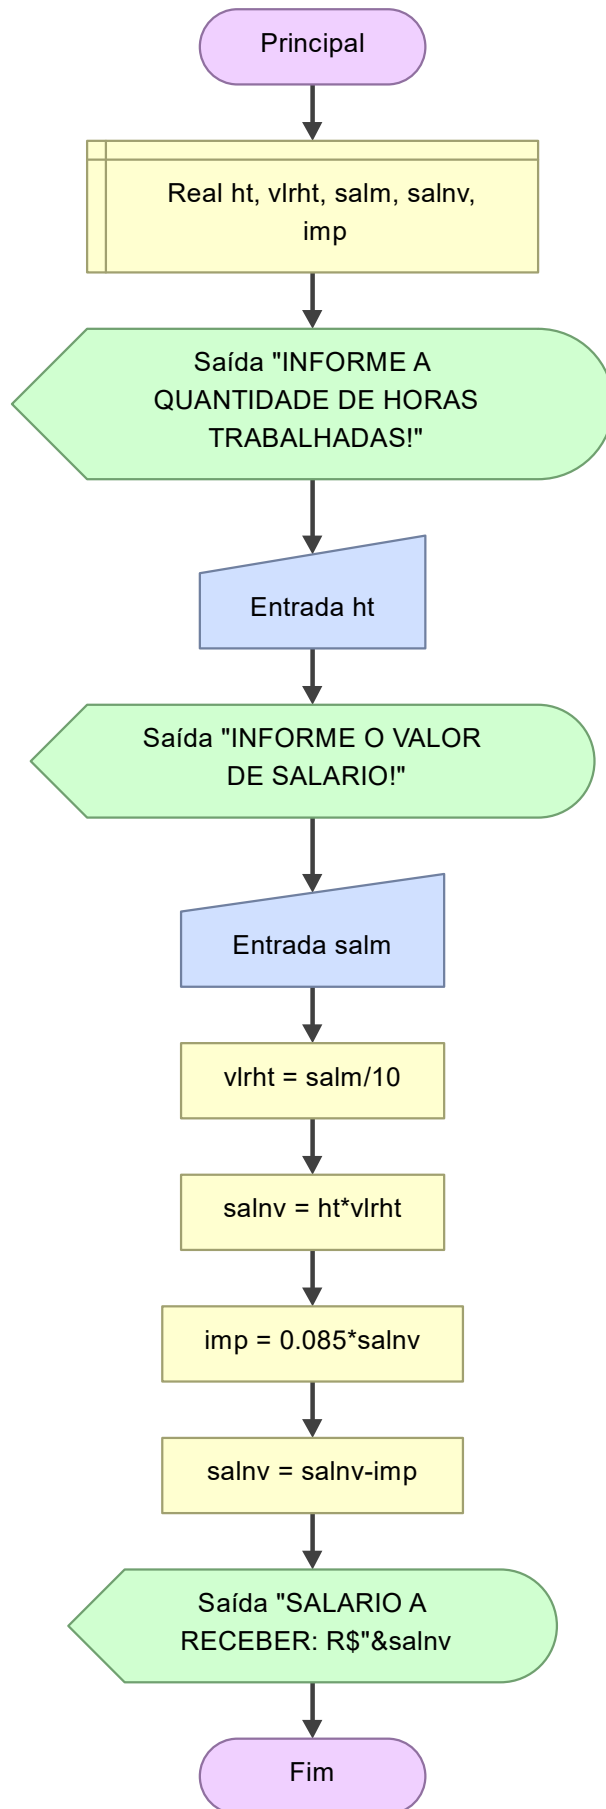 Principal
Real ht, vlrht, salm, salnv,
imp
Saída "INFORME A
QUANTIDADE DE HORAS
TRABALHADAS!"
Entrada ht
Saída "INFORME O VALOR
DE SALARIO!"
Entrada salm
vlrht = salm/10
salnv = ht*vlrht
imp = 0.085*salnv
salnv = salnv-imp
Saída "SALARIO A
RECEBER: R$"&salnv
Fim